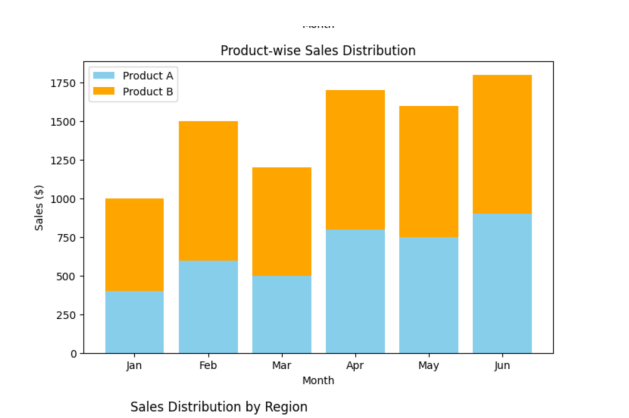 Month
Product-wise Sales Distribution
Product A
Product B
1750
1500
1250
1000
750
500
250
0
Sales ($)
Jan Feb Mar Apr May Jun
Month
Sales Distribution by Region